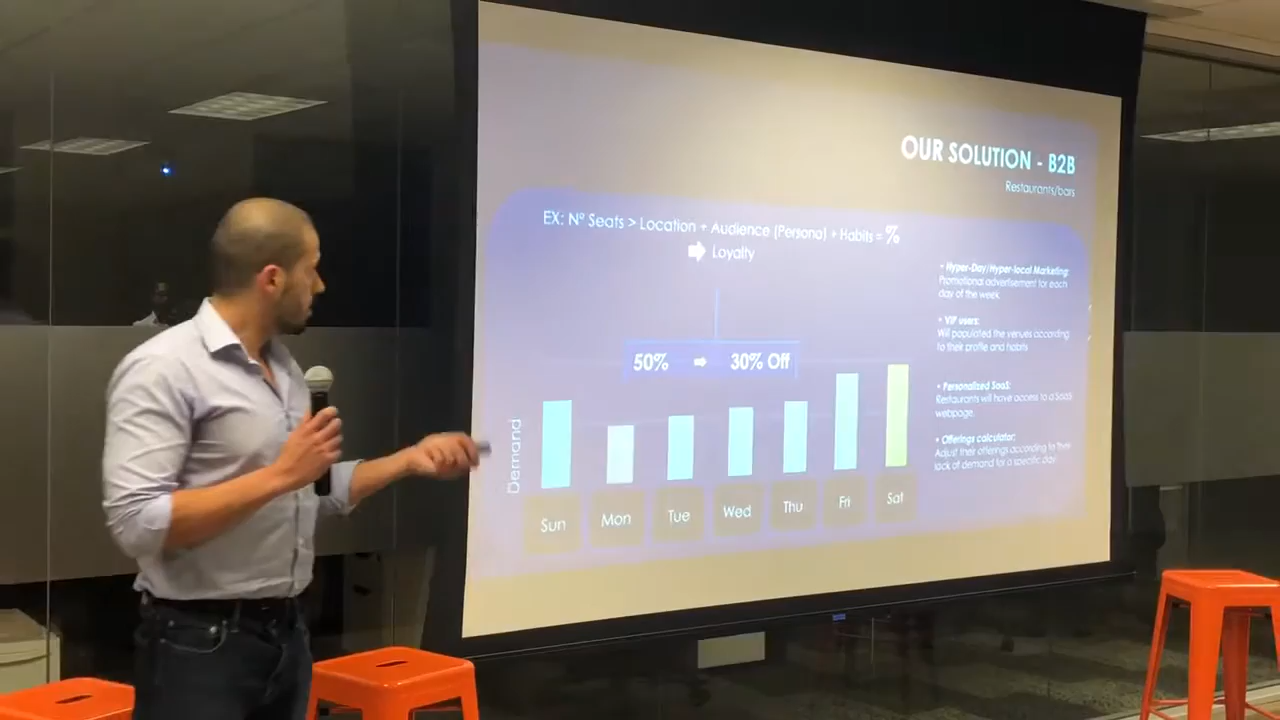 OUR SOLUTION - B2B
Restaurants/bars
EX: Nº Seats > Location + Audience (Persona) + Habits = %
Loyalty
50% 30% Off
Demand
Sun Mon Tue Wed Thu Fri Sat
• Hyper-Day/Hyper-local Marketing:
Promotional advertisement for each
day of the week
• VIP users:
Will populated the venues according
to their profile and habits
• Personalized SaaS:
Restaurants will have access to a SaaS
webpage.
• Offerings calculator:
Adjust their offerings according to their
lack of demand for a specific day